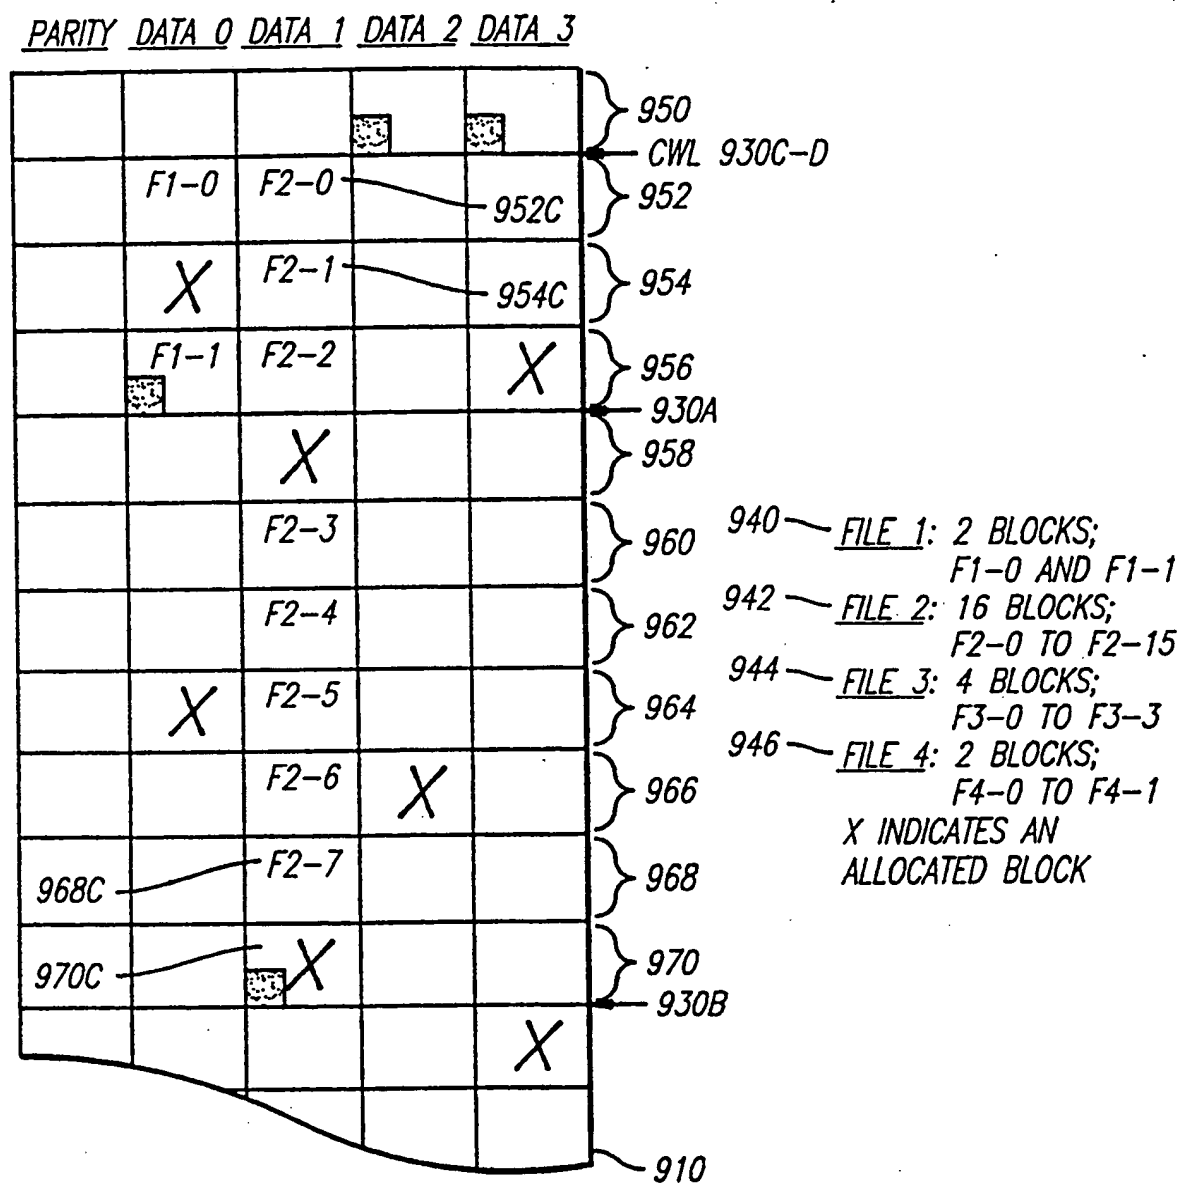 PARITY DATA 0 DATA 1 DATA 2 DATA 3
950
CWL 930C-D
F1-0 F2-0 952
952C
X F2-1 954
954C
F1-1 F2-2 X 956
930A
X 958
F2-3 960
F2-4 962
X F2-5 964
F2-6 X 966
F2-7 968
968C
X 970
970C
930B
X
910
940 FILE 1: 2 BLOCKS;
F1-0 AND F1-1
942 FILE 2: 16 BLOCKS;
F2-0 TO F2-15
944 FILE 3: 4 BLOCKS;
F3-0 TO F3-3
946 FILE 4: 2 BLOCKS;
F4-0 TO F4-1
X INDICATES AN
ALLOCATED BLOCK